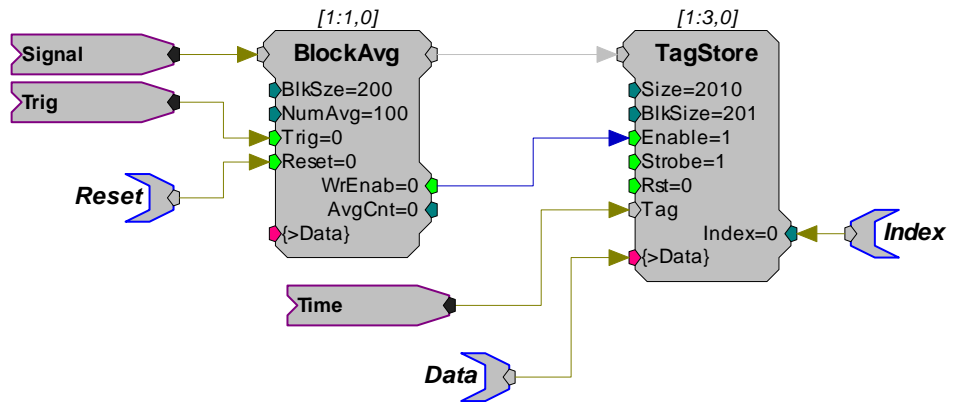 [1:1,0]
[1:3,0]
Signal
BlockAvg
TagStore
BlkSze=200
Size=2010
Trig
NumAvg=100
BlkSize=201
Trig=0
Enable=1
Reset=0
Strobe=1
Reset
WrEnab=0
Rst=0
AvgCnt=0
Tag
{>Data}
Index=0
Index
{>Data}
Time
Data